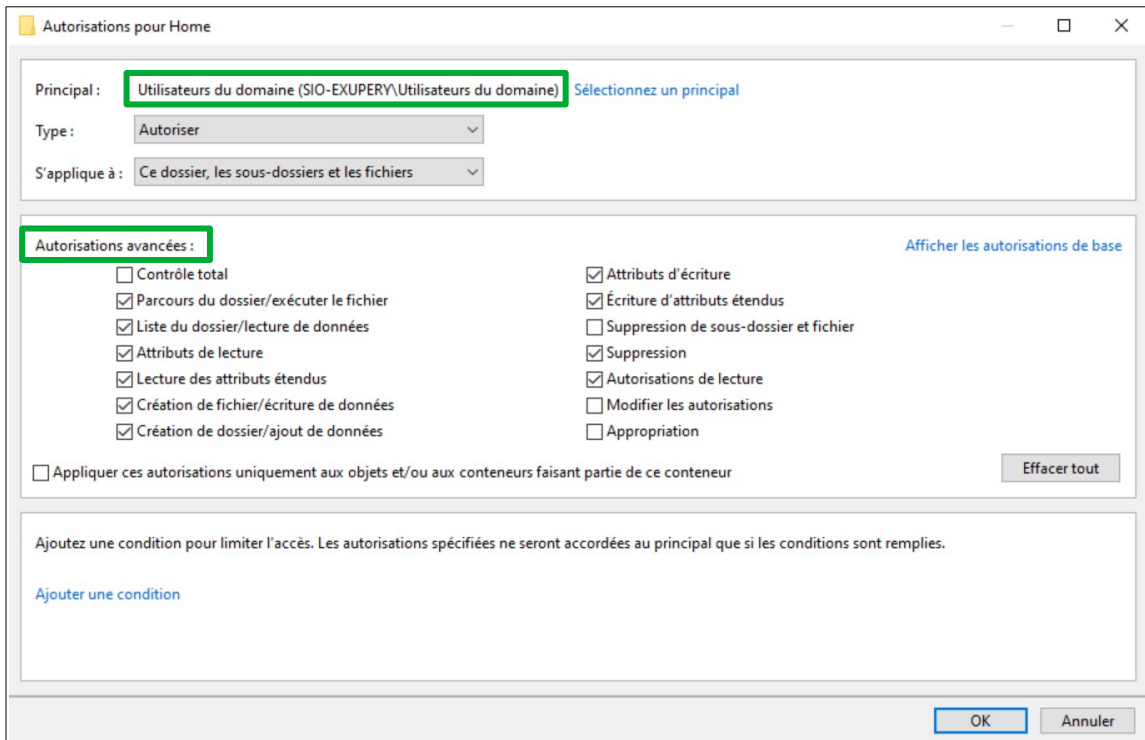 Autorisations pour Home
Principal : Utilisateurs du domaine (SIO-EXUPERY\Utilisateurs du domaine) Sélectionnez un principal
Type : Autoriser
S'applique à : Ce dossier, les sous-dossiers et les fichiers
Autorisations avancées : Afficher les autorisations de base
Contrôle total Attributs d'écriture
Parcours du dossier/exécuter le fichier Écriture d'attributs étendus
Liste du dossier/lecture de données Suppression de sous-dossier et fichier
Attributs de lecture Suppression
Lecture des attributs étendus Autorisations de lecture
Création de fichier/écriture de données Modifier les autorisations
Création de dossier/ajout de données Appropriation
Appliquer ces autorisations uniquement aux objets et/ou aux conteneurs faisant partie de ce conteneur Effacer tout
Ajoutez une condition pour limiter l'accès. Les autorisations spécifiées ne seront accordées au principal que si les conditions sont remplies.
Ajouter une condition
OK Annuler